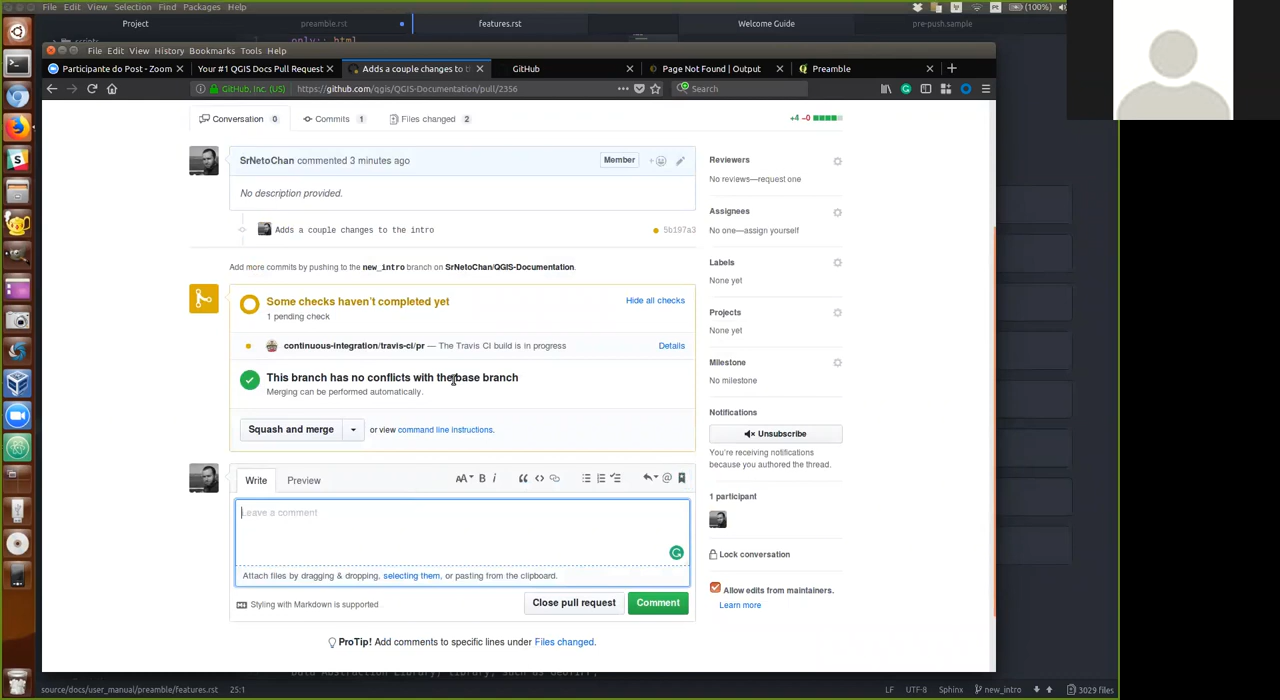 File Edit View Selection Find Packages Help
(100%)
Project preamble.rst features.rst Welcome Guide pre-push.sample
only:: html
File Edit View History Bookmarks Tools Help
Participante do Post - Zoom Your #1 QGIS Docs Pull Request Adds a couple changes to th GitHub Page Not Found | Output Preamble
GitHub, Inc. (US) https://github.com/qgis/QGIS-Documentation/pull/2356 Search
Conversation 0 Commits 1 Files changed 2 +4 −0
SrNetoChan commented 3 minutes ago Member
No description provided.
Adds a couple changes to the intro 5b197a3
Add more commits by pushing to the new_intro branch on SrNetoChan/QGIS-Documentation.
Some checks haven't completed yet Hide all checks
1 pending check
continuous-integration/travis-ci/pr — The Travis CI build is in progress Details
This branch has no conflicts with the base branch
Merging can be performed automatically.
Squash and merge or view command line instructions.
Write Preview AA B i
Leave a comment
Attach files by dragging & dropping, selecting them, or pasting from the clipboard.
Styling with Markdown is supported Close pull request Comment
ProTip! Add comments to specific lines under Files changed.
Reviewers
No reviews—request one
Assignees
No one—assign yourself
Labels
None yet
Projects
None yet
Milestone
No milestone
Notifications
Unsubscribe
You're receiving notifications
because you authored the thread.
1 participant
Lock conversation
Allow edits from maintainers.
Learn more
source/docs/user_manual/preamble/features.rst 25:1 LF UTF-8 Sphinx new_intro 3029 files